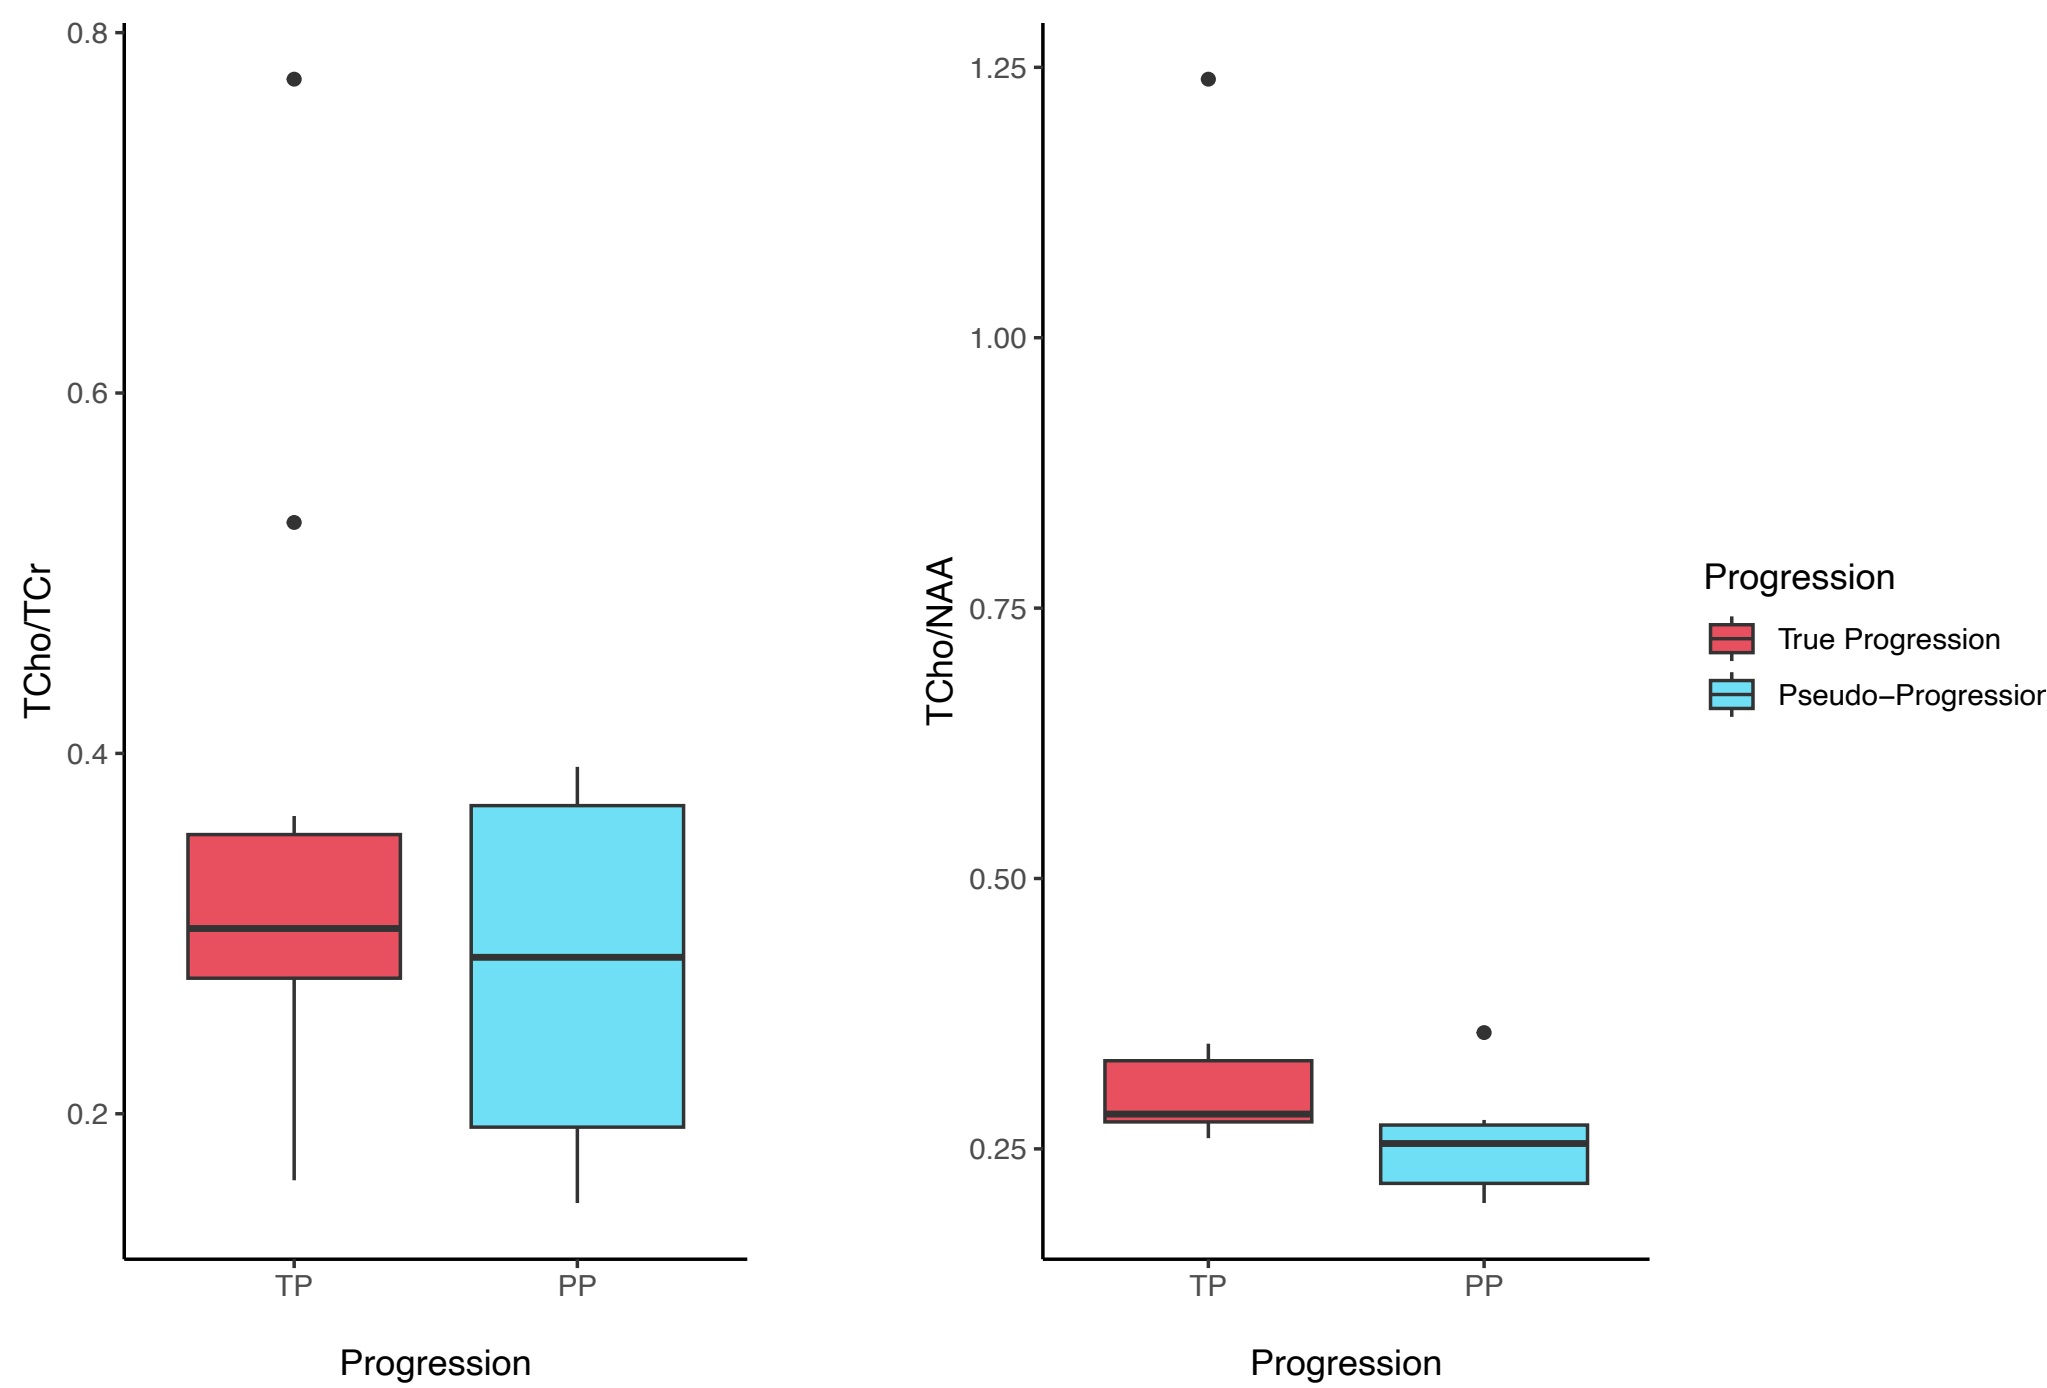 TCho/TCr
0.8
0.6
0.4
0.2
TP PP
Progression
TCho/NAA
1.25
1.00
0.75
0.50
0.25
TP PP
Progression
Progression
True Progression
Pseudo−Progression